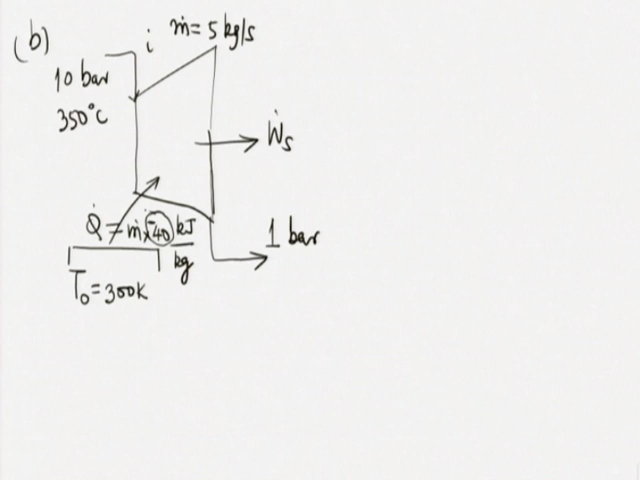 (b)
i ṁ = 5 kg/s
10 bar
350°C
Ẇs
Q̇ = ṁ × -40 kJ/kg
1 bar
T₀ = 300K